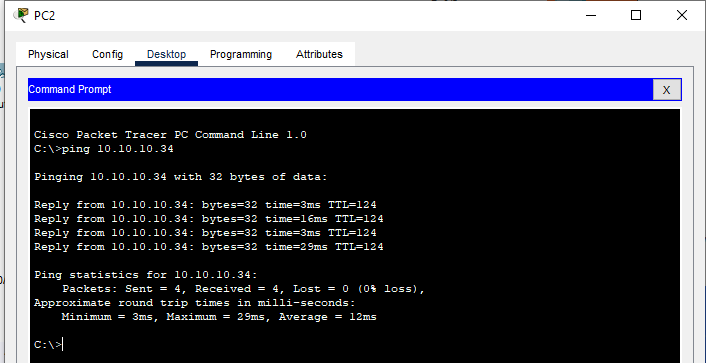 PC2
Physical Config Desktop Programming Attributes
Command Prompt
X
Cisco Packet Tracer PC Command Line 1.0
C:\>ping 10.10.10.34
Pinging 10.10.10.34 with 32 bytes of data:
Reply from 10.10.10.34: bytes=32 time=3ms TTL=124
Reply from 10.10.10.34: bytes=32 time=16ms TTL=124
Reply from 10.10.10.34: bytes=32 time=3ms TTL=124
Reply from 10.10.10.34: bytes=32 time=29ms TTL=124
Ping statistics for 10.10.10.34:
Packets: Sent = 4, Received = 4, Lost = 0 (0% loss),
Approximate round trip times in milli-seconds:
Minimum = 3ms, Maximum = 29ms, Average = 12ms
C:\>